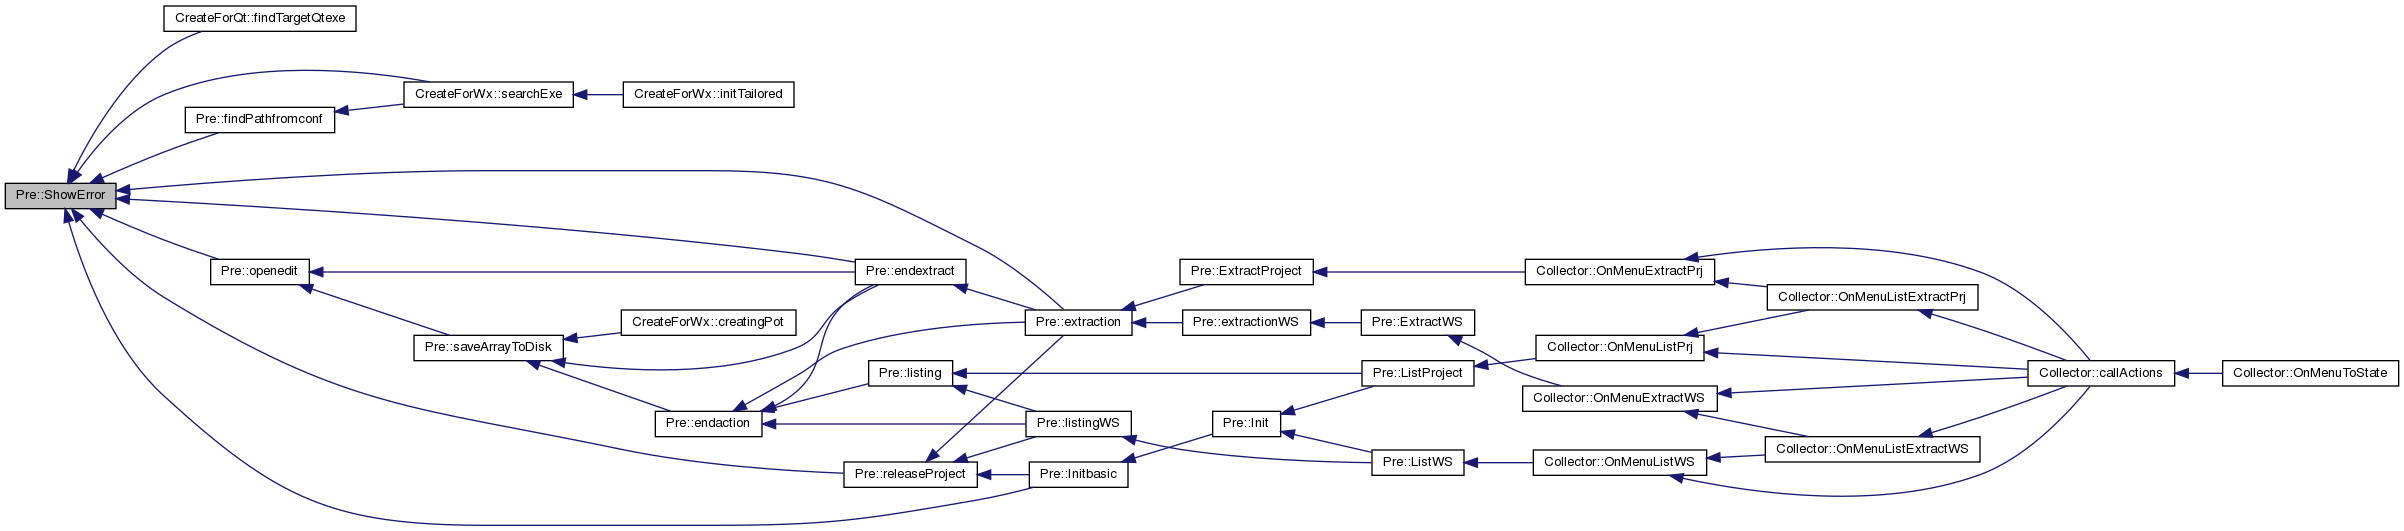 CreateForQt::findTargetQtexe
CreateForWx::searchExe
CreateForWx::initTailored
Pre::findPathfromconf
Pre::ShowError
Pre::openedit
Pre::endextract
Pre::ExtractProject
Collector::OnMenuExtractPrj
Collector::OnMenuListExtractPrj
CreateForWx::creatingPot
Pre::extraction
Pre::extractionWS
Pre::ExtractWS
Pre::saveArrayToDisk
Collector::OnMenuListPrj
Pre::listing
Pre::ListProject
Collector::callActions
Collector::OnMenuToState
Collector::OnMenuExtractWS
Pre::endaction
Pre::listingWS
Pre::Init
Collector::OnMenuListExtractWS
Pre::ListWS
Collector::OnMenuListWS
Pre::releaseProject
Pre::Initbasic